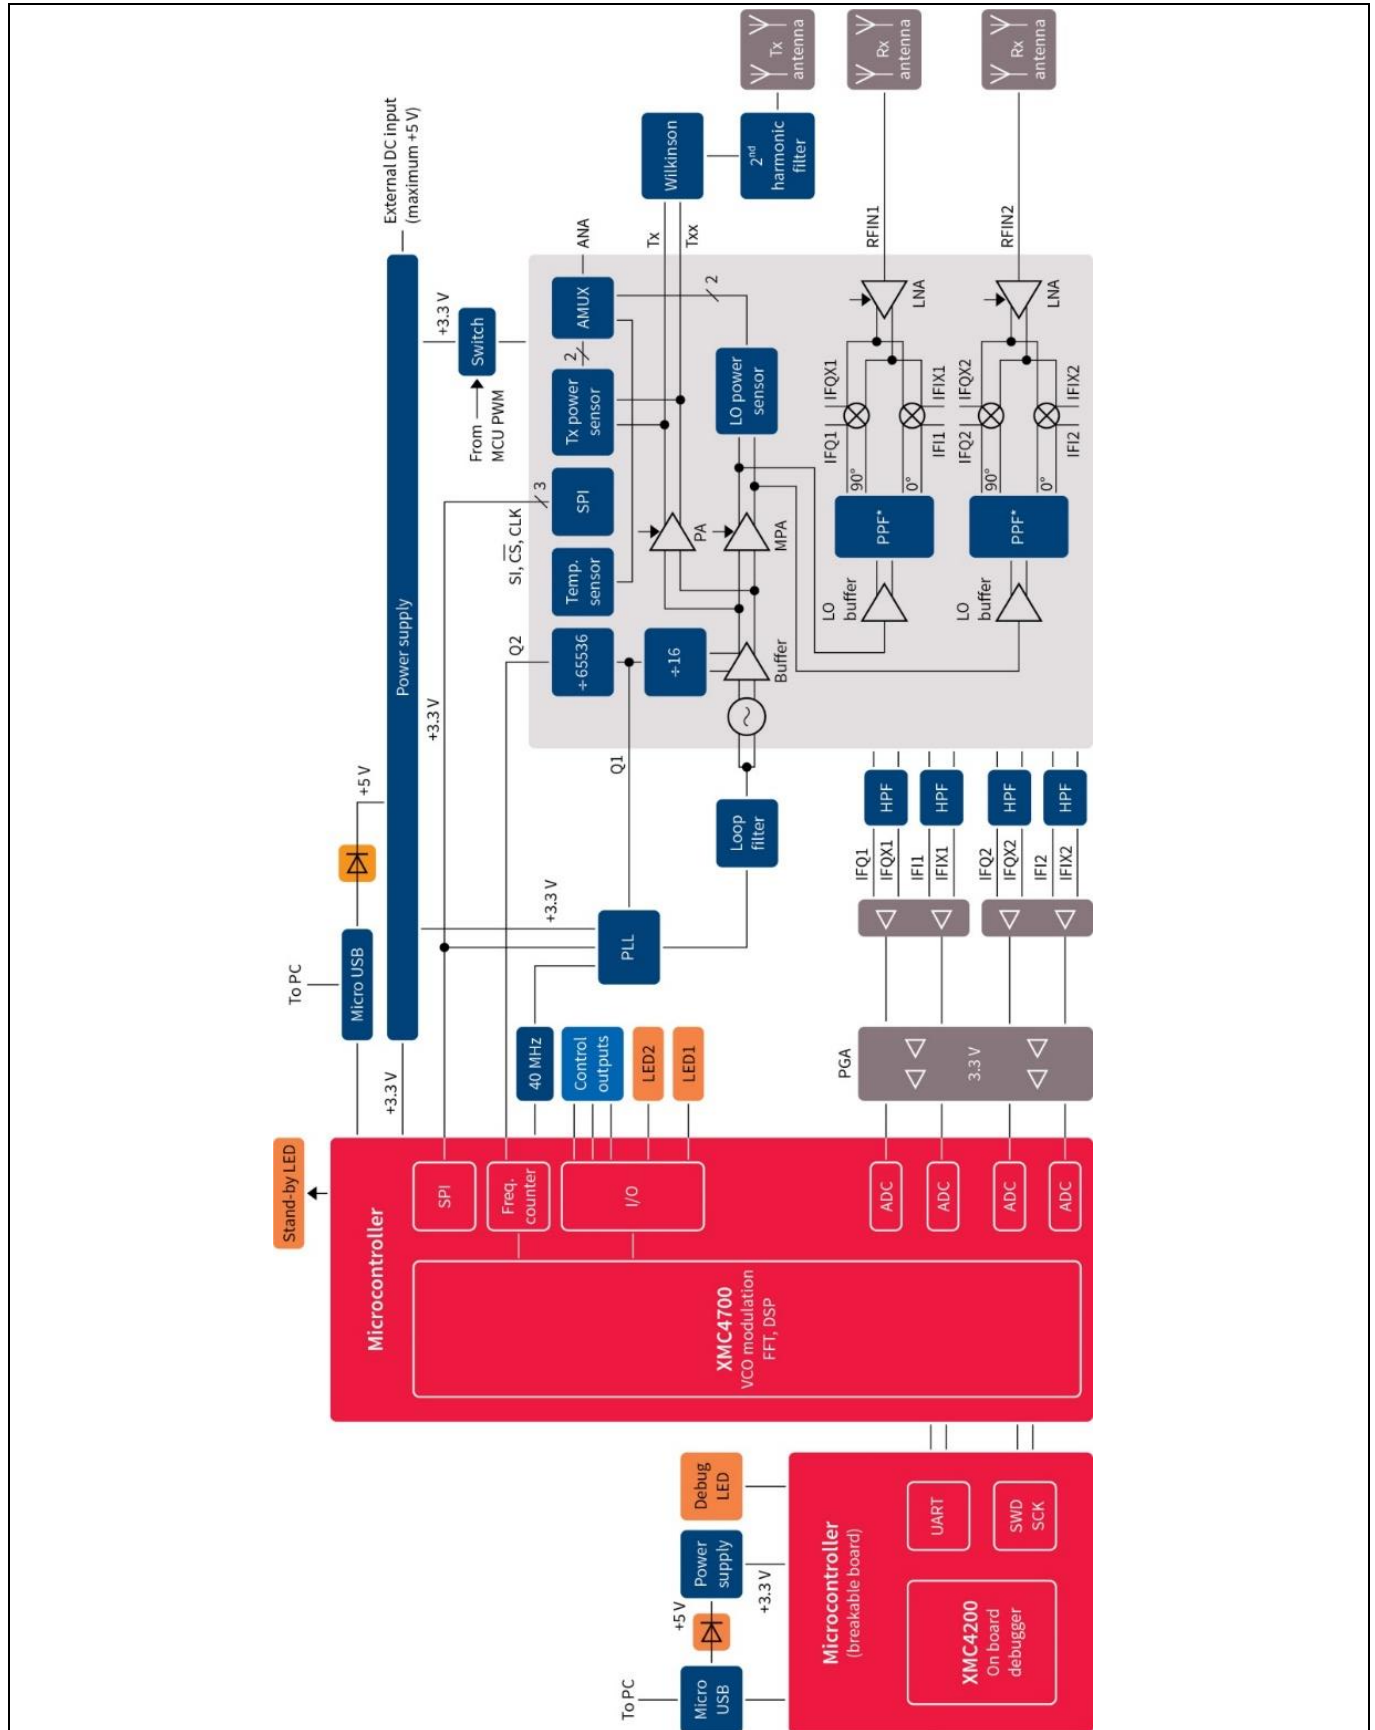 To PC
Micro
USB
+5 V
Power
supply
+3.3 V
Debug
LED
Microcontroller
(breakable board)
XMC4200
On board
debugger
UART
SWD
SCK
Stand-by LED
Microcontroller
XMC4700
VCO modulation
FFT, DSP
SPI
Freq.
counter
I/O
ADC
ADC
ADC
ADC
To PC
Micro USB
+5 V
+3.3 V
Power supply
External DC input
(maximum +5 V)
+3.3 V
+3.3 V
+3.3 V
Switch
From
MCU PWM
40 MHz
Control
outputs
LED2
LED1
PLL
Loop
filter
Q1
Q2
SI, C̅S̅, CLK
3
÷65536
Temp.
sensor
SPI
Tx power
sensor
2
AMUX
ANA
÷16
Buffer
PA
MPA
LO power
sensor
2
Tx
Txx
Wilkinson
2nd
harmonic
filter
Tx
antenna
Rx
antenna
Rx
antenna
RFIN1
RFIN2
LNA
LNA
LO
buffer
PPF*
90°
0°
IFQ1
IFQX1
IFI1
IFIX1
LO
buffer
PPF*
90°
0°
IFQ2
IFQX2
IFI2
IFIX2
PGA
3.3 V
IFQ1
IFQX1
IFI1
IFIX1
IFQ2
IFQX2
IFI2
IFIX2
HPF
HPF
HPF
HPF